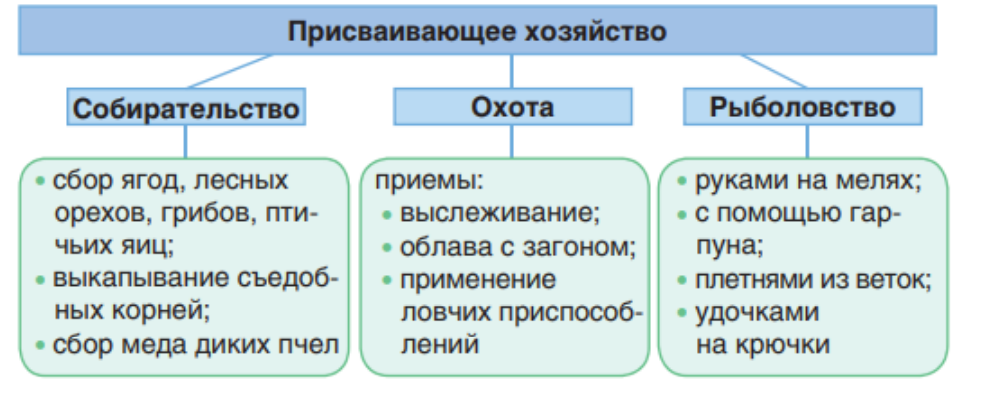 Присваивающее хозяйство
Собирательство
• сбор ягод, лесных
орехов, грибов, пти-
чьих яиц;
• выкапывание съедоб-
ных корней;
• сбор меда диких пчел
Охота
приемы:
• выслеживание;
• облава с загоном;
• применение
ловчих приспособ-
лений
Рыболовство
• руками на мелях;
• с помощью гар-
пуна;
• плетнями из веток;
• удочками
на крючки